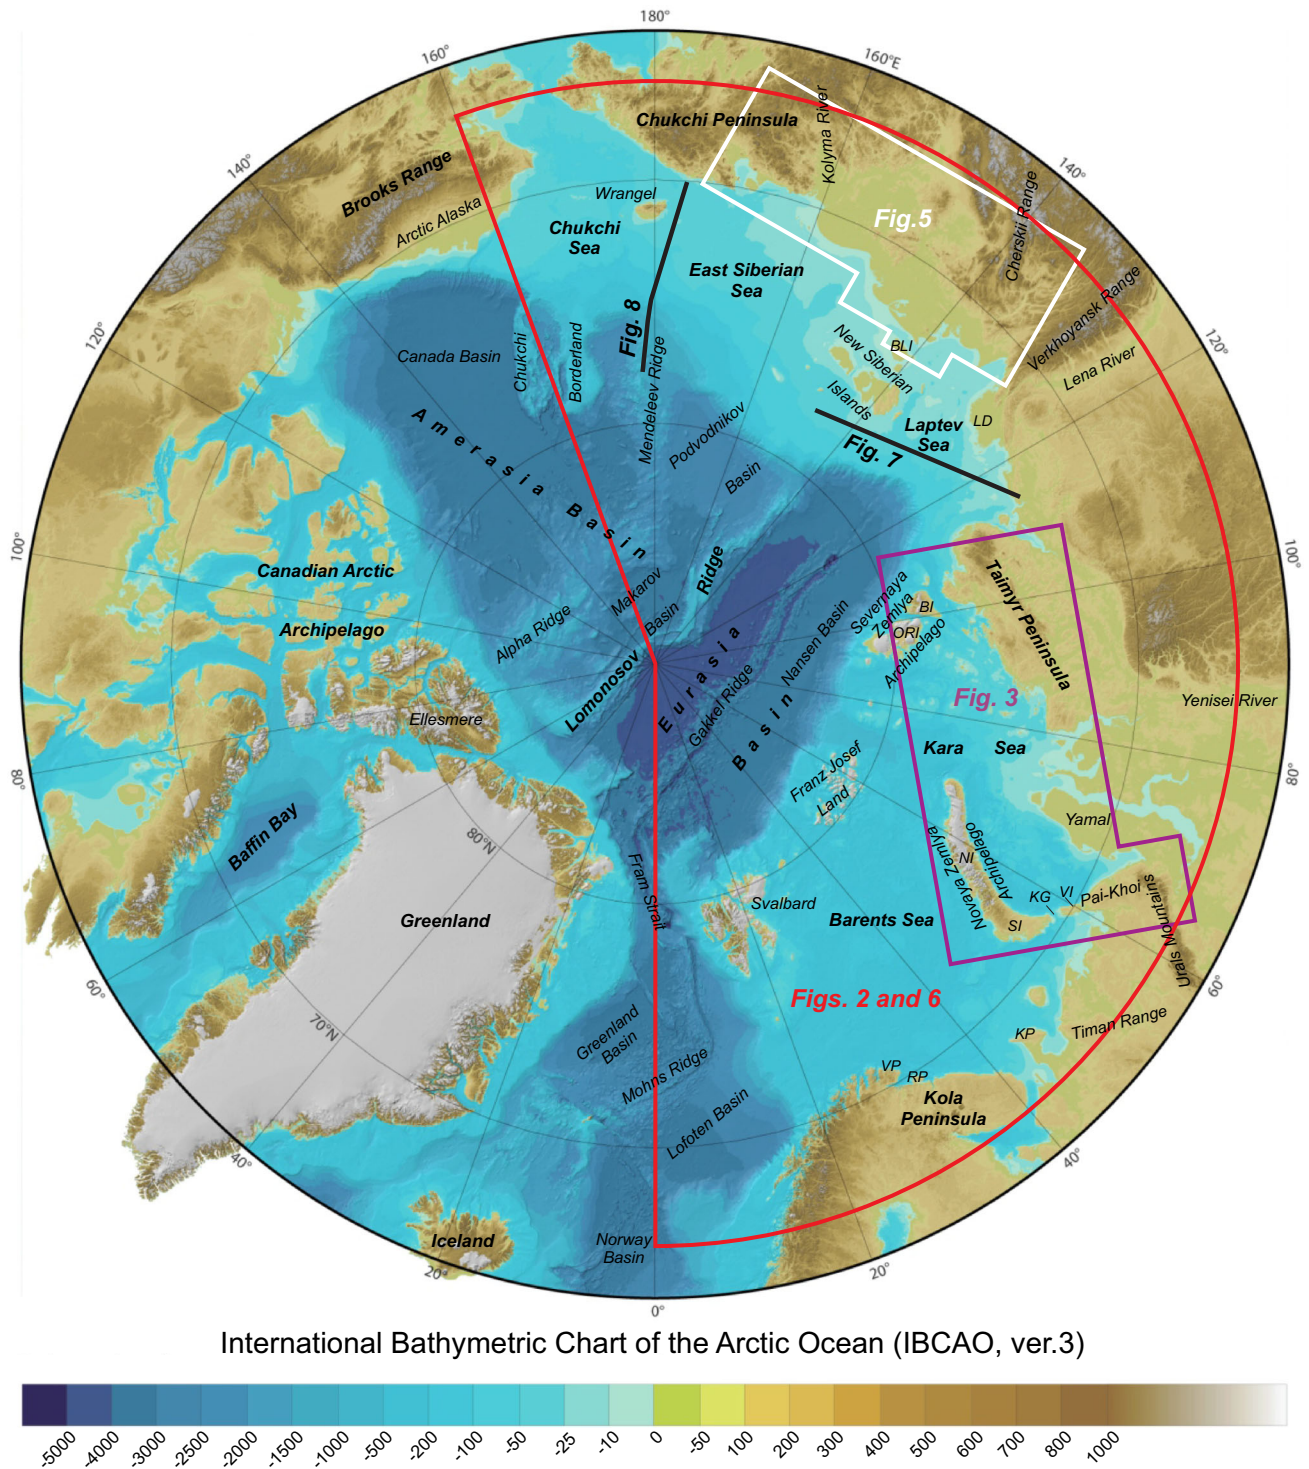 180°
160°
160°E
140°
140°
120°
120°
100°
100°
80°
80°
60°
60°
40°
40°
20°
20°
0°
80°N
70°N
Chukchi Peninsula
Kolyma River
Brooks Range
Arctic Alaska
Wrangel
Chukchi
Sea
East Siberian
Sea
Fig.5
Cherskii Range
Verkhoyansk Range
Lena River
Fig. 8
New Siberian
Islands
BLI
LD
Laptev
Sea
Fig. 7
Canada Basin
Chukchi
Borderland
Mendeleev Ridge
Podvodnikov
Basin
Amerasia Basin
Makarov
Basin
Alpha Ridge
Lomonosov
Ridge
Eurasia
Basin
Gakkel Ridge
Nansen Basin
Severnaya
Zemlya
Archipelago
BI
ORI
Taimyr Peninsula
Fig. 3
Yenisei River
Kara Sea
Canadian Arctic
Archipelago
Ellesmere
Baffin Bay
Greenland
Fram Strait
Franz Josef
Land
Svalbard
Barents Sea
Novaya Zemlya
Archipelago
NI
SI
KG
VI
Yamal
Pai-Khoi
Urals Mountains
Figs. 2 and 6
Timan Range
KP
VP
RP
Kola
Peninsula
Greenland
Basin
Mohns Ridge
Lofoten Basin
Norway
Basin
Iceland
International Bathymetric Chart of the Arctic Ocean (IBCAO, ver.3)
-5000 -4000 -3000 -2500 -2000 -1500 -1000 -500 -200 -100 -50 -25 -10 0 -50 100 200 300 400 500 600 700 800 1000